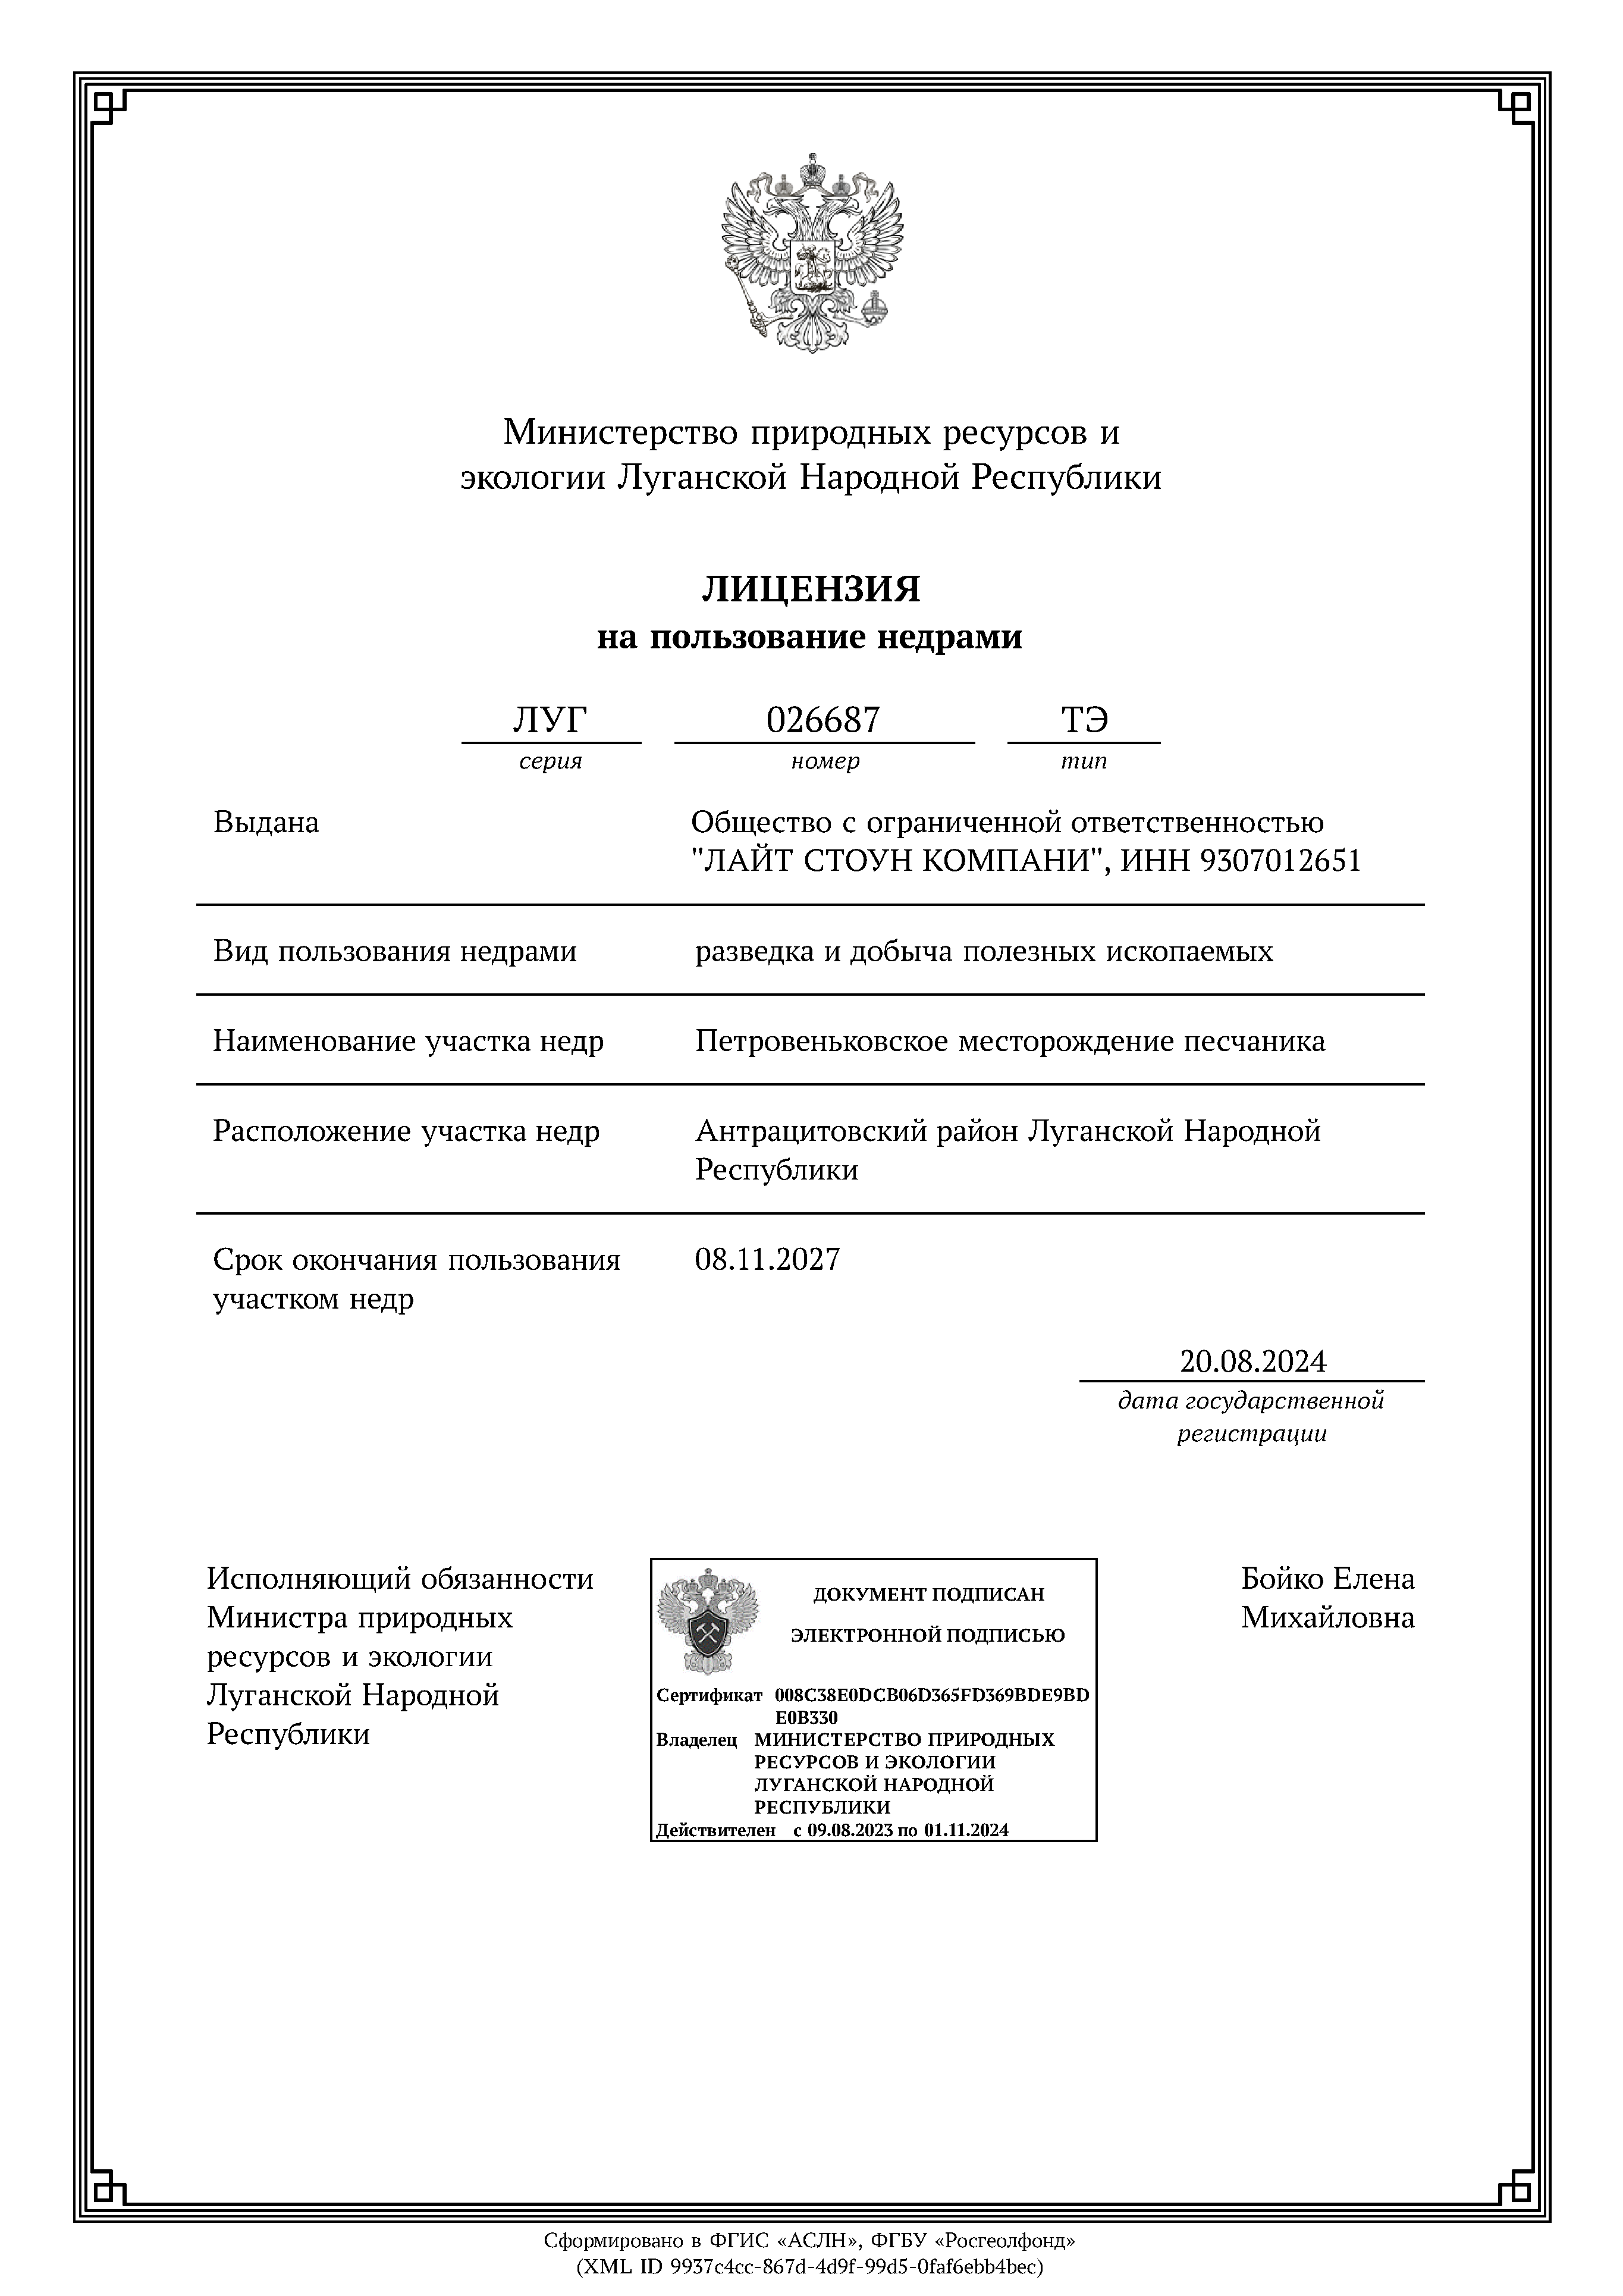 Министерство природных ресурсов и
экологии Луганской Народной Республики
ЛИЦЕНЗИЯ
на пользование недрами
ЛУГ 026687 ТЭ
серия номер тип
Выдана Общество с ограниченной ответственностью
"ЛАЙТ СТОУН КОМПАНИ", ИНН 9307012651
Вид пользования недрами разведка и добыча полезных ископаемых
Наименование участка недр Петровеньковское месторождение песчаника
Расположение участка недр Антрацитовский район Луганской Народной
Республики
Срок окончания пользования 08.11.2027
участком недр
20.08.2024
дата государственной
регистрации
Исполняющий обязанности
Министра природных
ресурсов и экологии
Луганской Народной
Республики
ДОКУМЕНТ ПОДПИСАН
ЭЛЕКТРОННОЙ ПОДПИСЬЮ
Сертификат 008C38E0DCB06D365FD369BDE9BD
E0B330
Владелец МИНИСТЕРСТВО ПРИРОДНЫХ
РЕСУРСОВ И ЭКОЛОГИИ
ЛУГАНСКОЙ НАРОДНОЙ
РЕСПУБЛИКИ
Действителен с 09.08.2023 по 01.11.2024
Бойко Елена
Михайловна
Сформировано в ФГИС «АСЛН», ФГБУ «Росгеолфонд»
(XML ID 9937c4cc-867d-4d9f-99d5-0faf6ebb4bec)